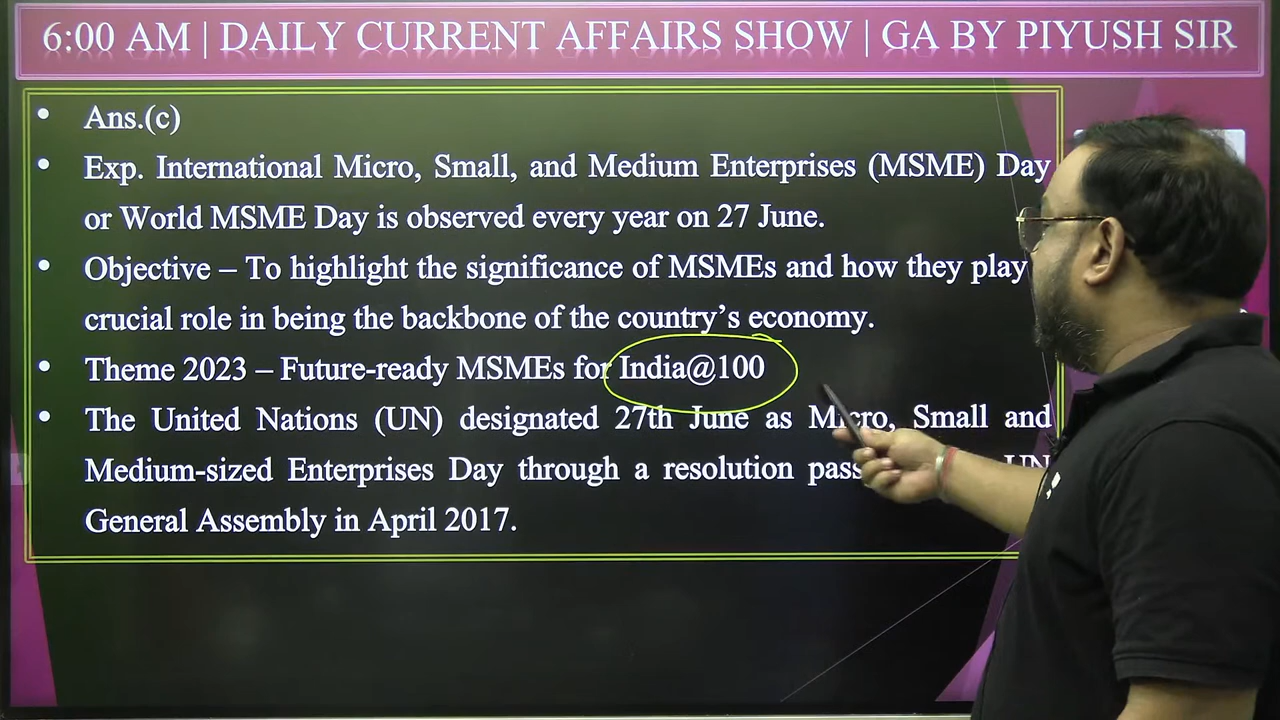 6:00 AM | DAILY CURRENT AFFAIRS SHOW | GA BY PIYUSH SIR
• Ans.(c)
• Exp. International Micro, Small, and Medium Enterprises (MSME) Day
or World MSME Day is observed every year on 27 June.
• Objective – To highlight the significance of MSMEs and how they play
crucial role in being the backbone of the country’s economy.
• Theme 2023 – Future-ready MSMEs for India@100
• The United Nations (UN) designated 27th June as Micro, Small and
Medium-sized Enterprises Day through a resolution UN
General Assembly in April 2017.